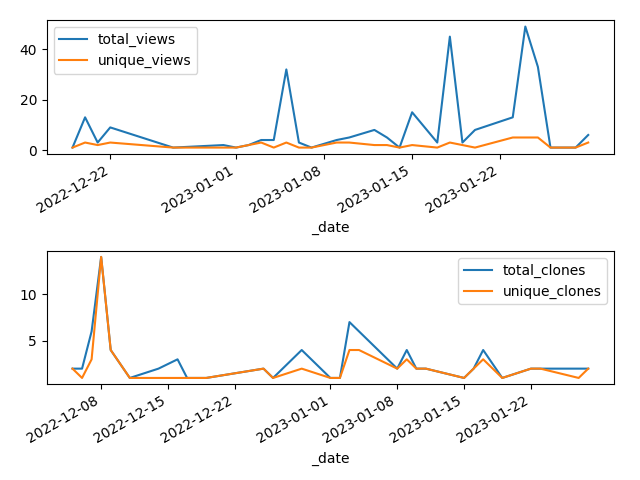 total_views
unique_views
40
20
0
2022-12-22
2023-01-01
2023-01-08
2023-01-15
2023-01-22
_date
total_clones
unique_clones
10
5
2022-12-08
2022-12-15
2022-12-22
2023-01-01
2023-01-08
2023-01-15
2023-01-22
_date